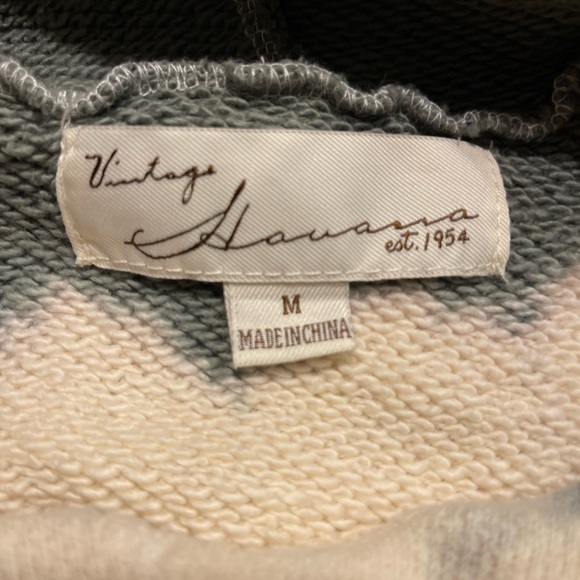 Vintage
Havana
est. 1954
M
MADE IN CHINA